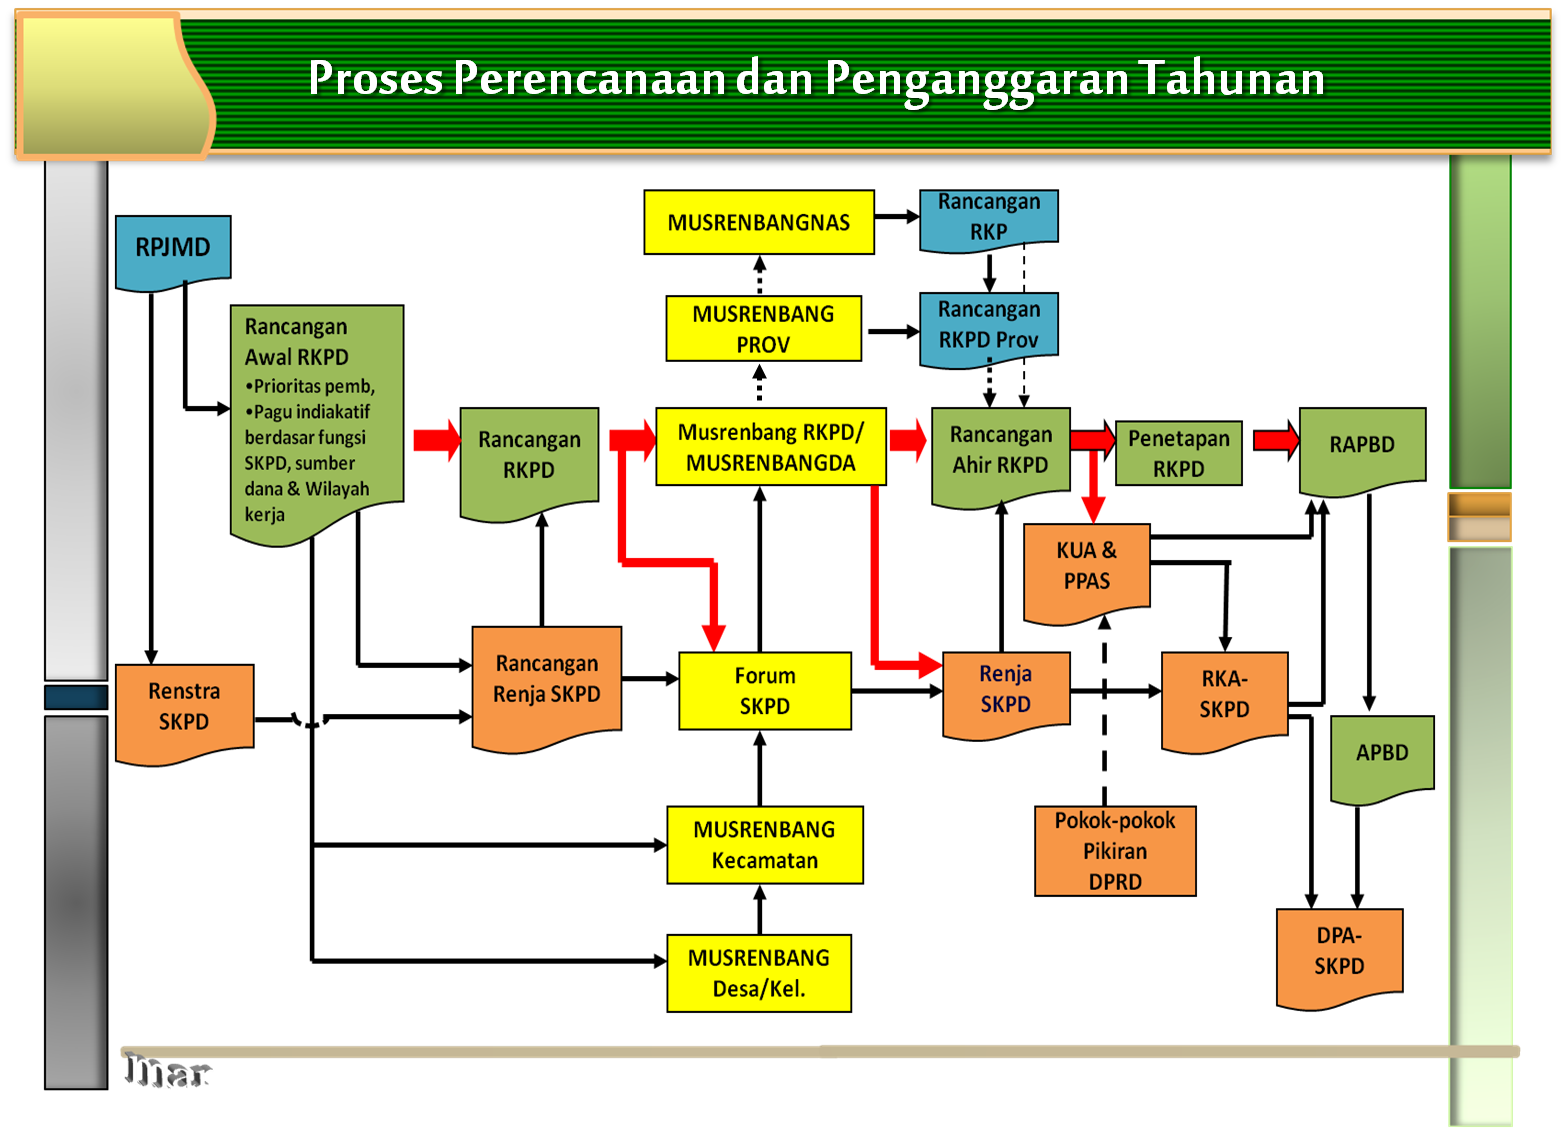 Proses Perencanaan dan Penganggaran Tahunan
MUSRENBANGNAS
Rancangan
RKP
RPJMD
MUSRENBANG
PROV
Rancangan
RKPD Prov
Rancangan
Awal RKPD
•Prioritas pemb,
•Pagu indiakatif
berdasar fungsi
SKPD, sumber
dana & Wilayah
kerja
Rancangan
RKPD
Musrenbang RKPD/
MUSRENBANGDA
Rancangan
Ahir RKPD
Penetapan
RKPD
RAPBD
KUA &
PPAS
Renstra
SKPD
Rancangan
Renja SKPD
Forum
SKPD
Renja
SKPD
RKA-
SKPD
APBD
MUSRENBANG
Kecamatan
Pokok-pokok
Pikiran
DPRD
MUSRENBANG
Desa/Kel.
DPA-
SKPD
mar